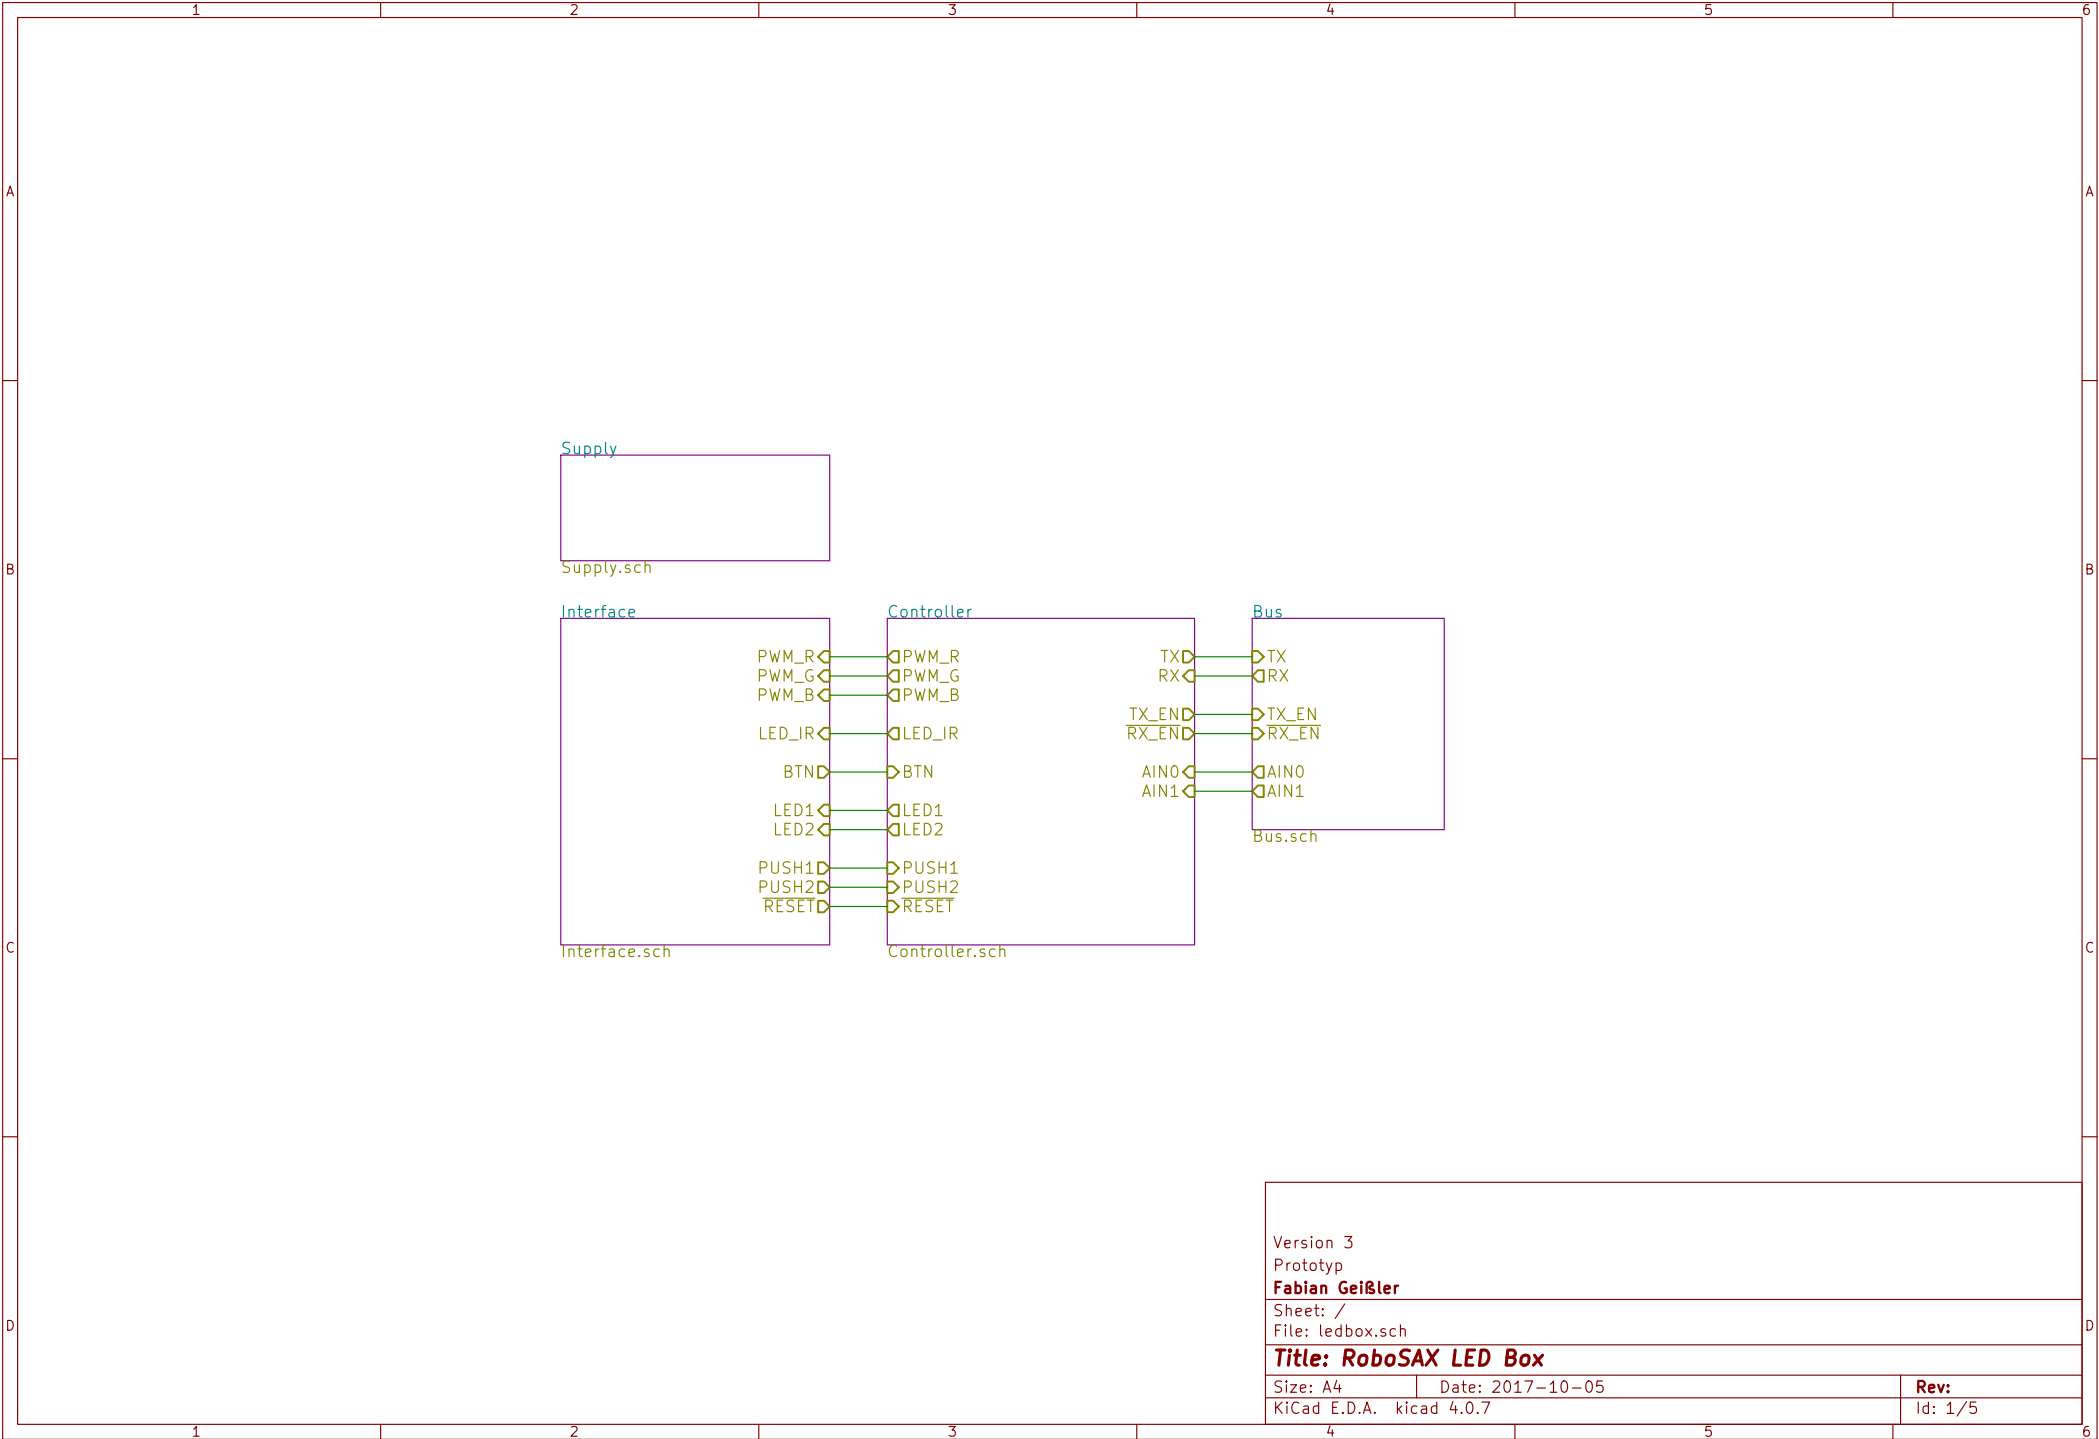 1 2 3 4 5 6
A A
Supply
Supply.sch
B B
Interface Controller Bus
PWM_R PWM_R TX TX
PWM_G PWM_G RX RX
PWM_B PWM_B
TX_EN TX_EN
LED_IR LED_IR RX_EN RX_EN
BTN BTN AIN0 AIN0
AIN1 AIN1
LED1 LED1
LED2 LED2
Bus.sch
PUSH1 PUSH1
PUSH2 PUSH2
RESET RESET
C C
Interface.sch Controller.sch
Version 3
Prototyp
Fabian Geißler
Sheet: /
D D
File: ledbox.sch
Title: RoboSAX LED Box
Size: A4 Date: 2017-10-05 Rev:
KiCad E.D.A. kicad 4.0.7 Id: 1/5
1 2 3 4 5 6